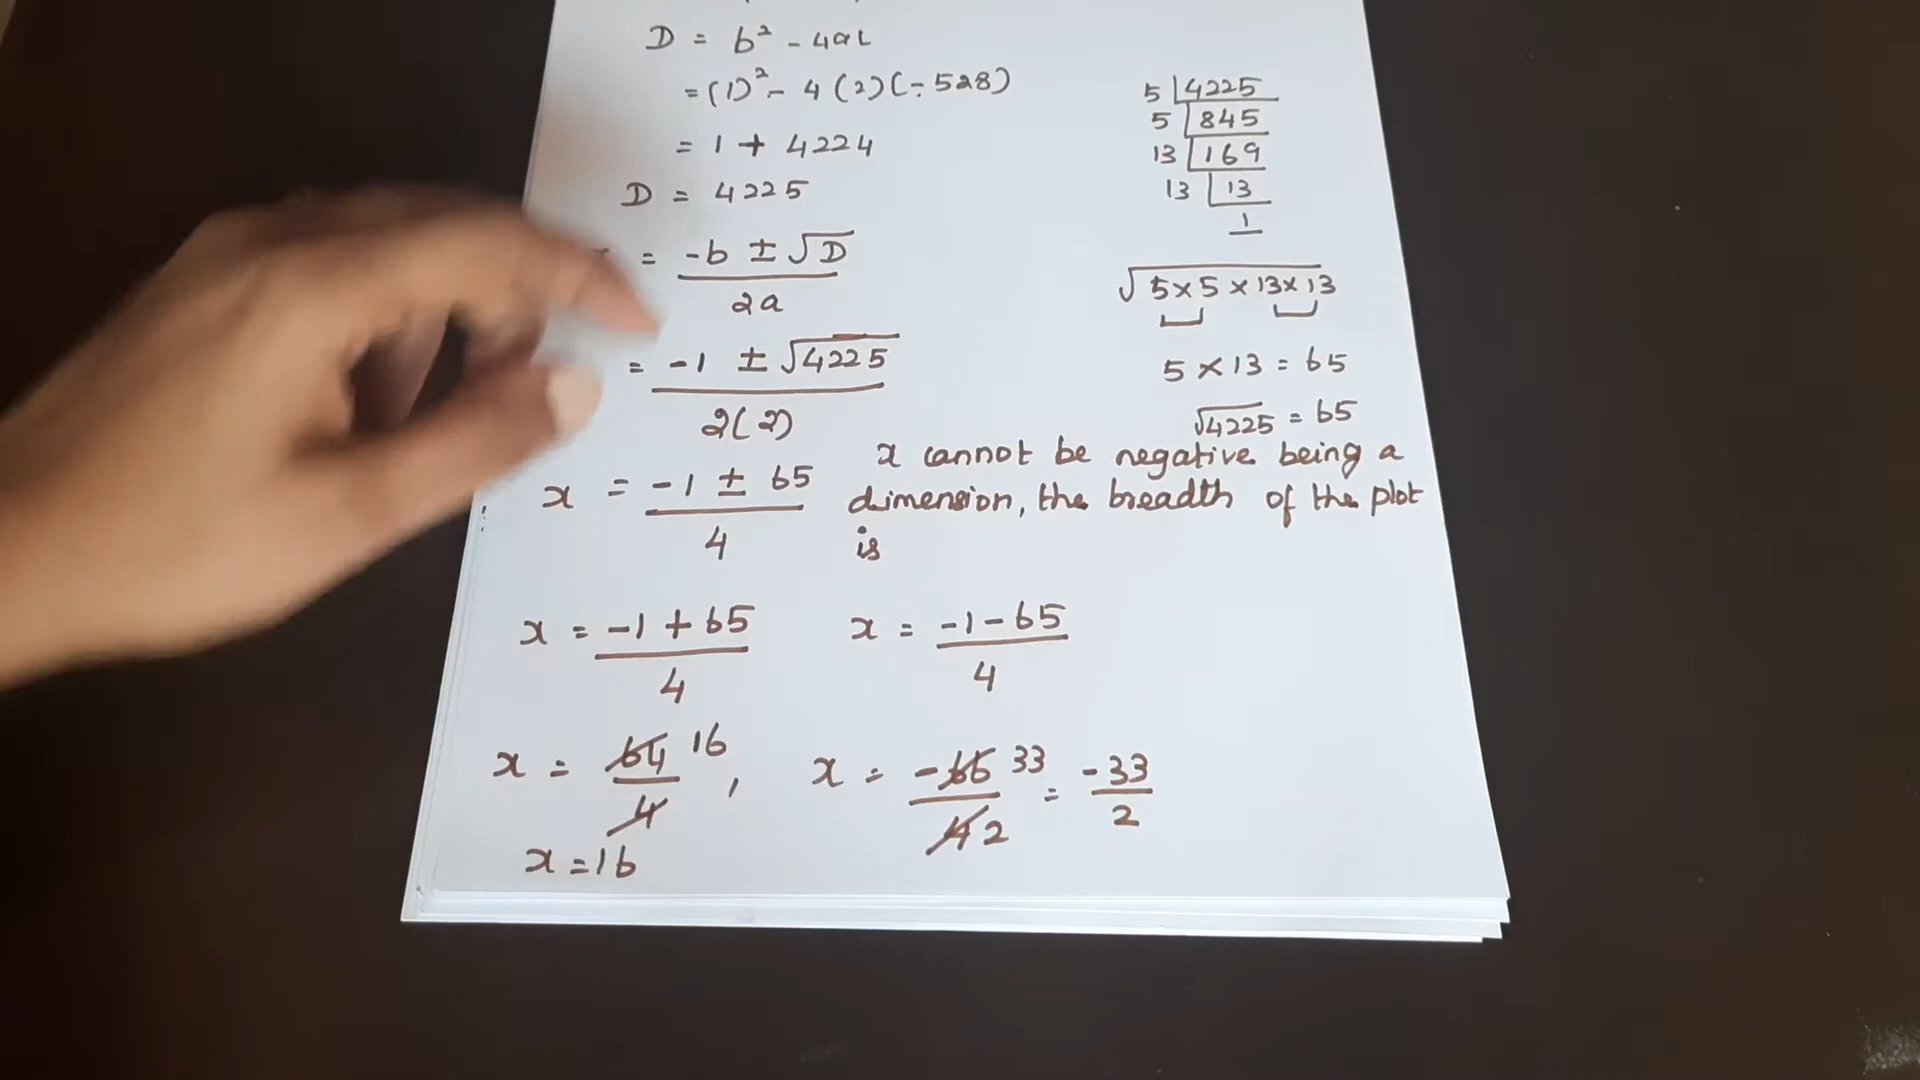 D = b² - 4ac
= (1)² - 4 (2)(-528)
= 1 + 4224
D = 4225
= -b ± √D
2a
= -1 ± √4225
2(2)
x = -1 ± 65
4
5 4225
5 845
13 169
13 13
1
√5×5×13×13
5 × 13 = 65
√4225 = 65
x cannot be negative being a
dimension, the breadth of the plot
is
x = -1 + 65
4
x = -1 - 65
4
x = 64 16 ,
4
x = 16
x = -66 33 = -33
4 2 2